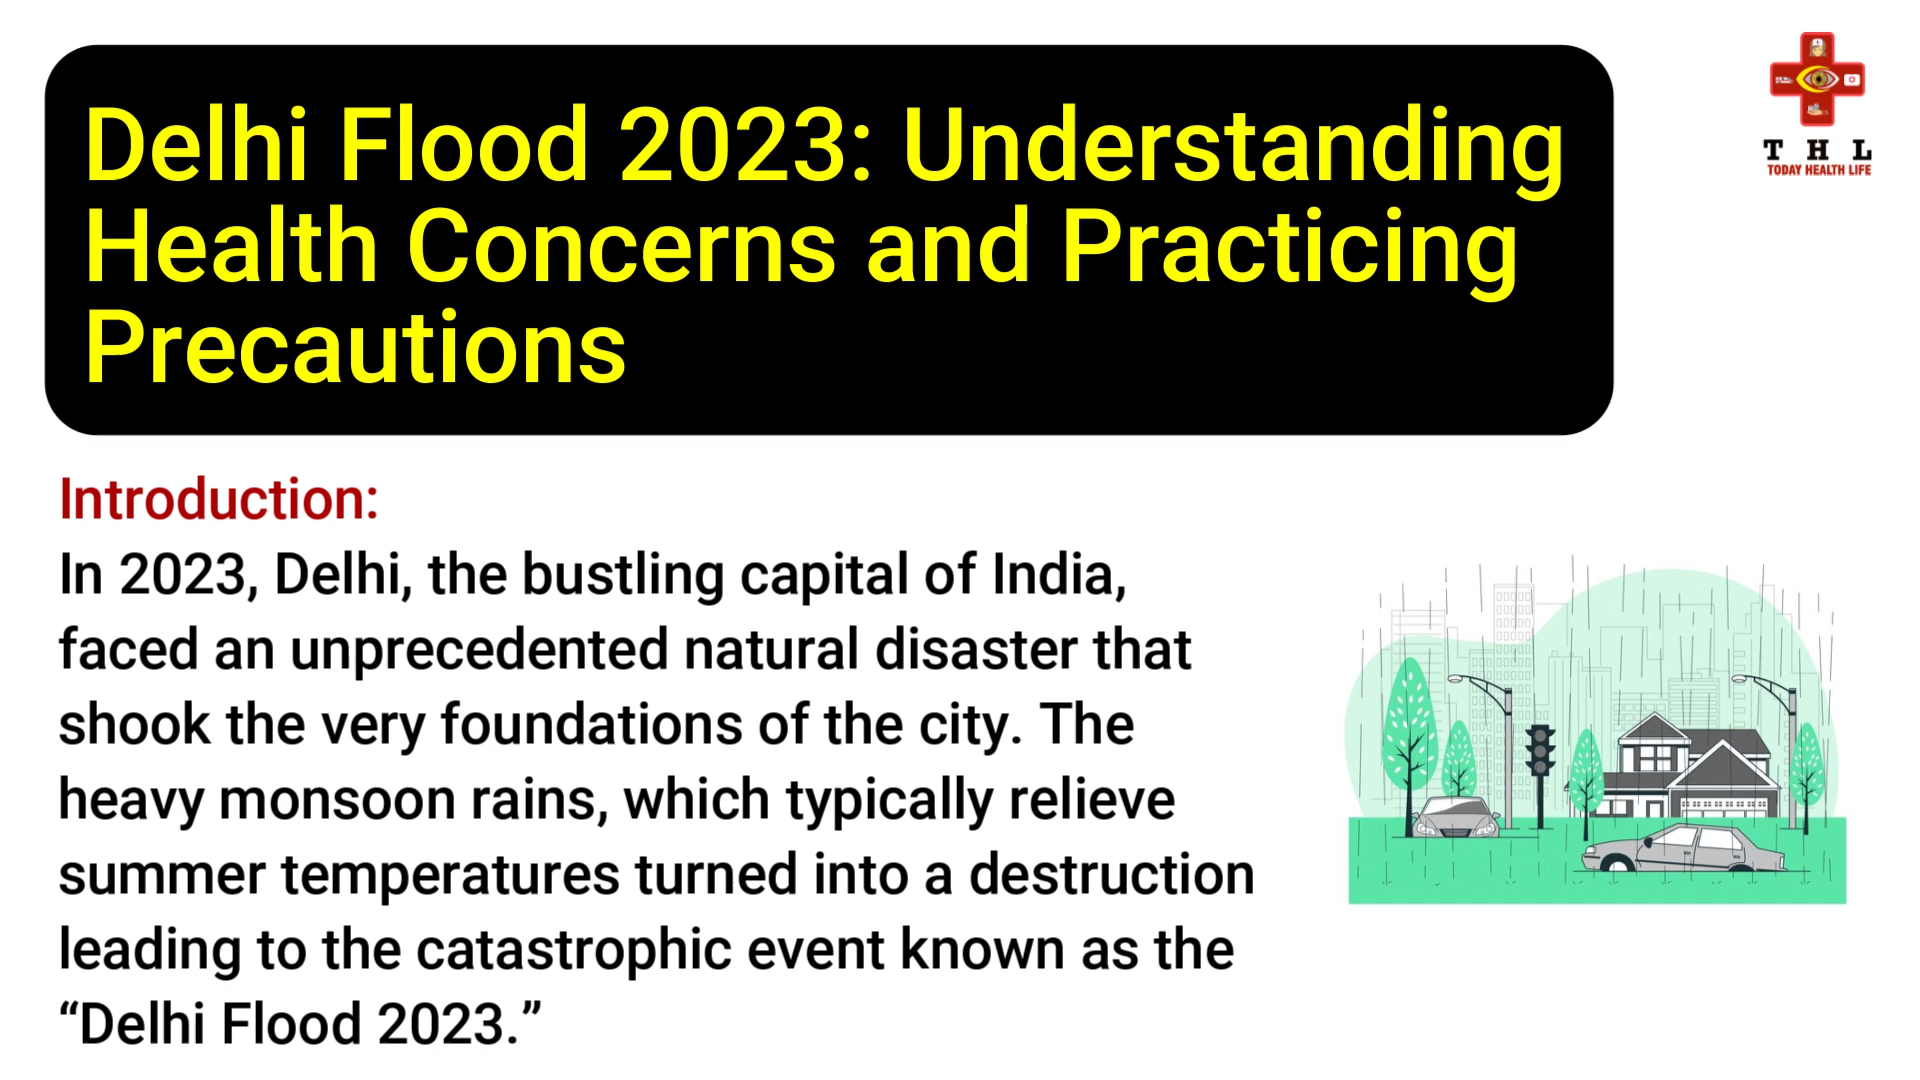 Delhi Flood 2023: Understanding
Health Concerns and Practicing
Precautions
T H L
TODAY HEALTH LIFE
Introduction:
In 2023, Delhi, the bustling capital of India,
faced an unprecedented natural disaster that
shook the very foundations of the city. The
heavy monsoon rains, which typically relieve
summer temperatures turned into a destruction
leading to the catastrophic event known as the
“Delhi Flood 2023.”